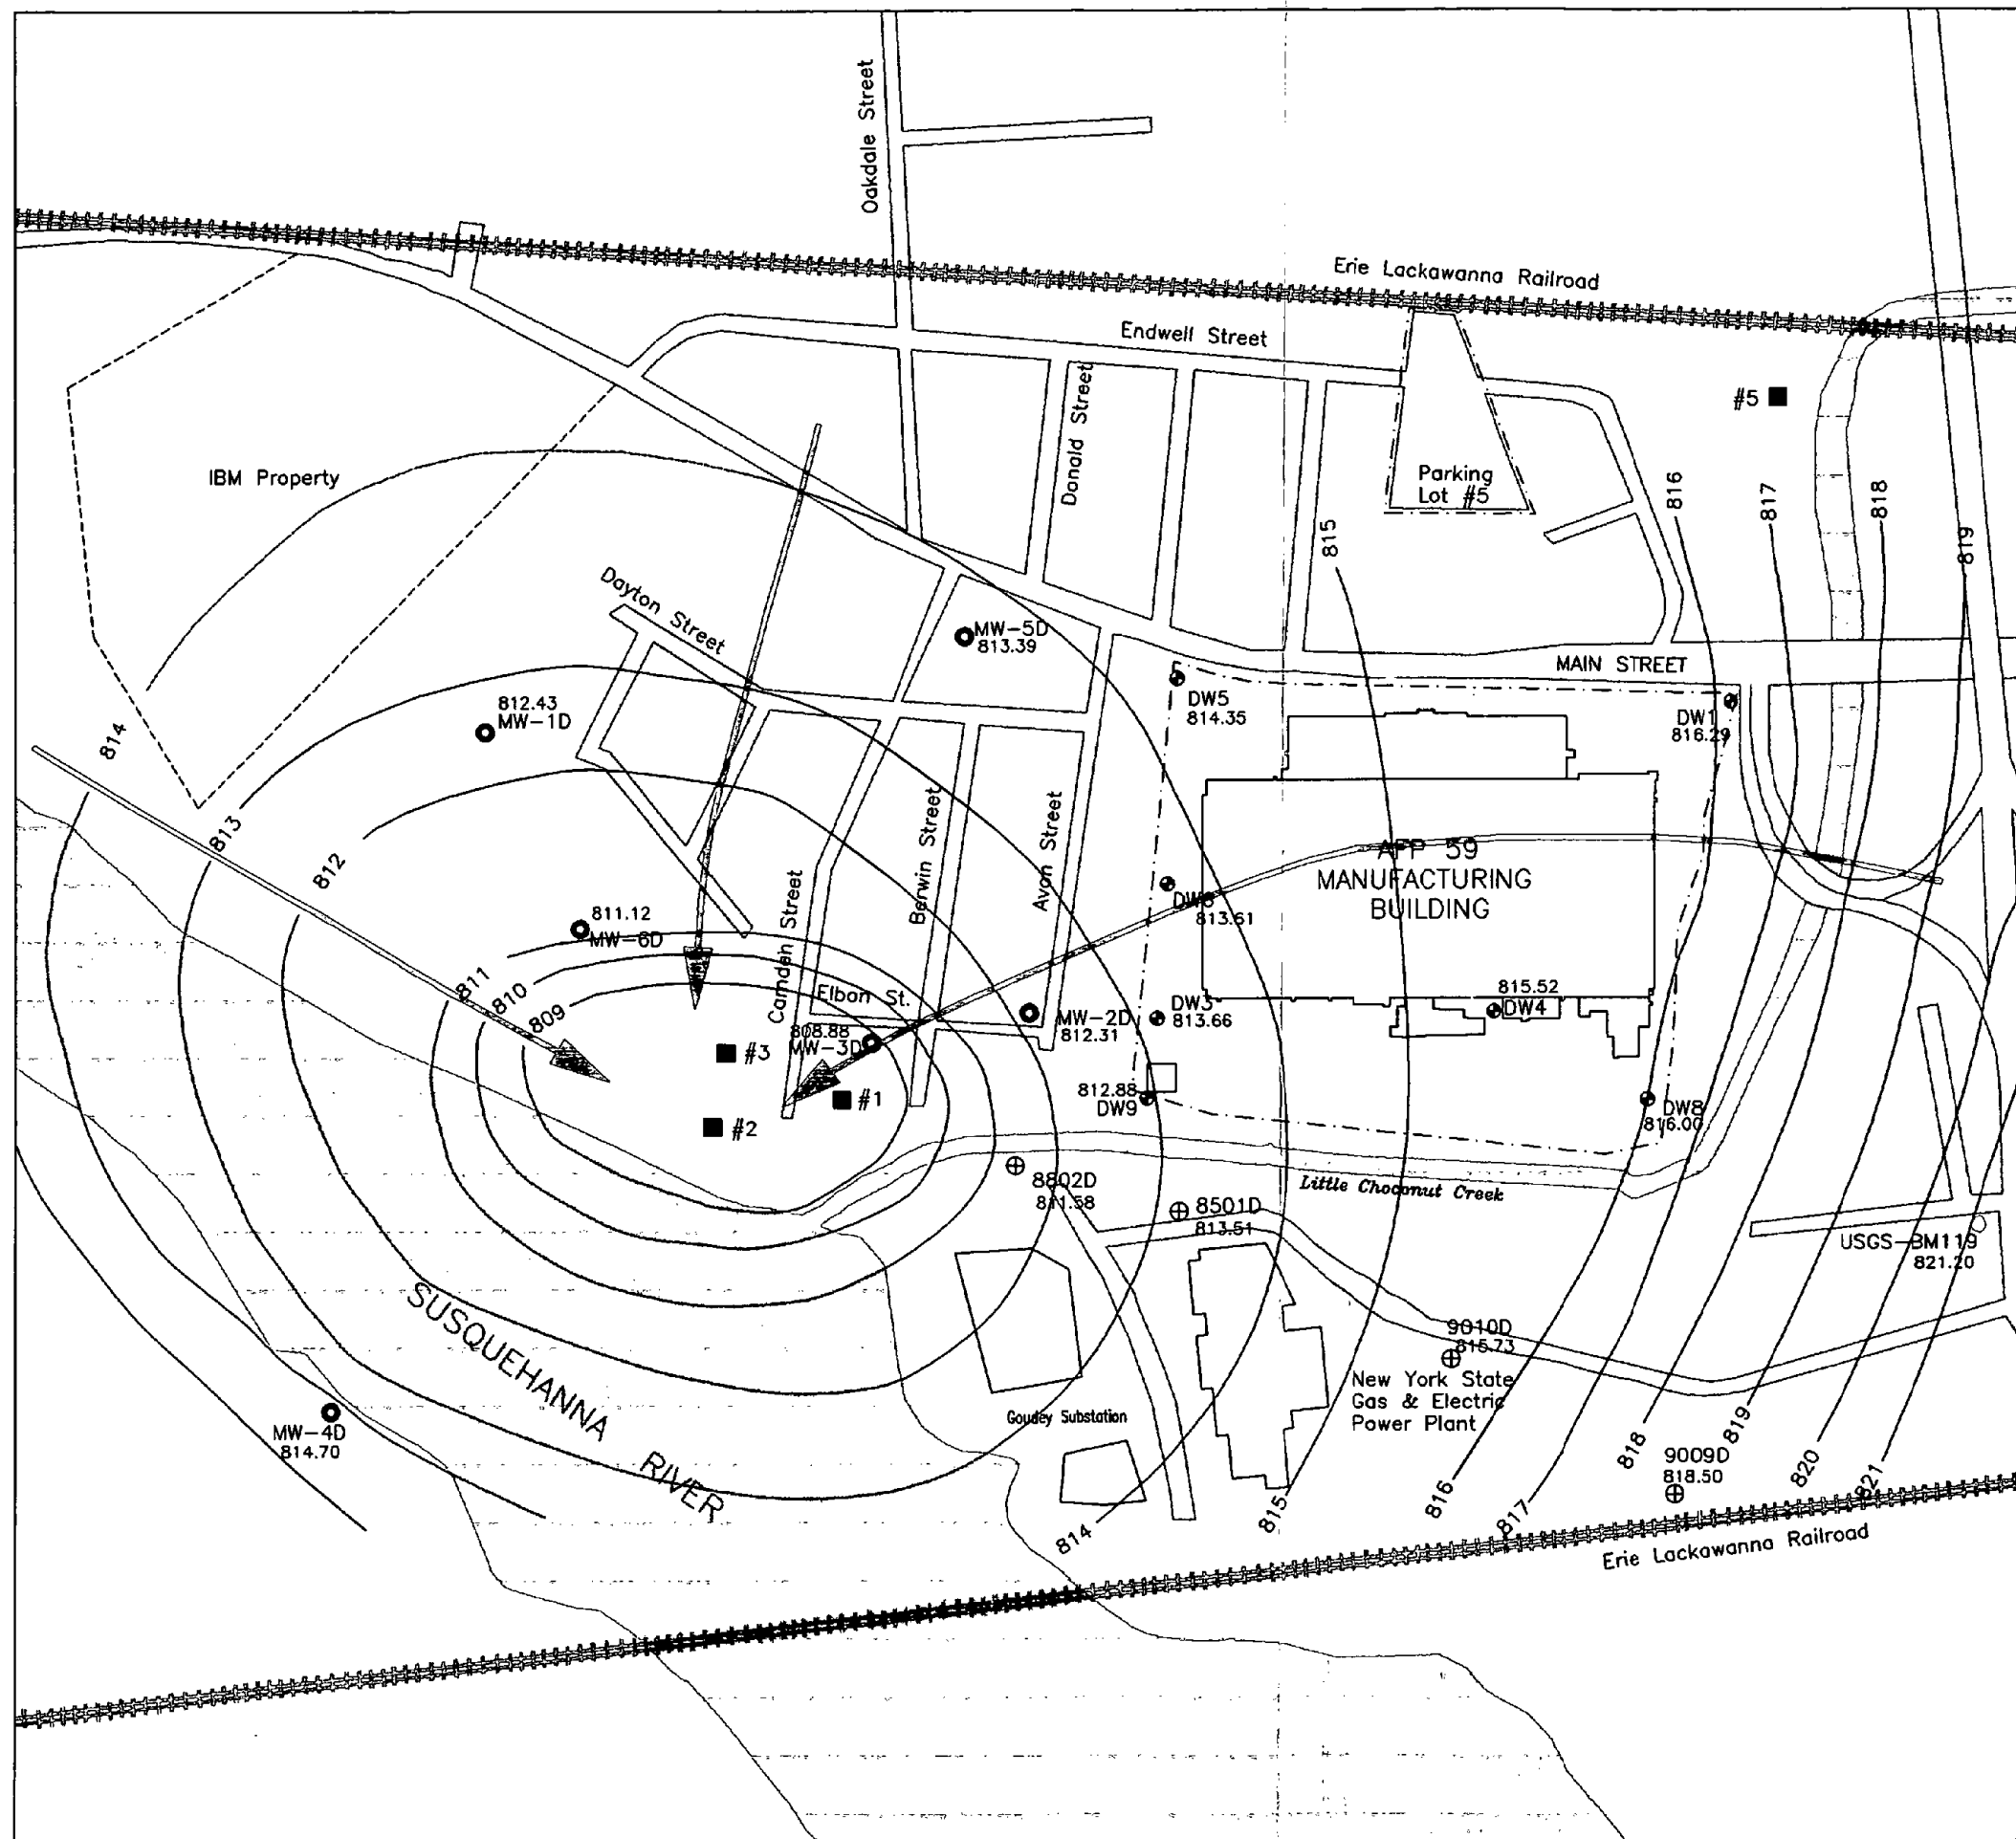 Oakdale Street
Erie Lackawanna Railroad
Endwell Street
Donald Street
#5
IBM Property
Parking
Lot #5
815
816
817
818
819
Dayton Street
MW-5D
813.39
MAIN STREET
812.43
MW-1D
DW5
814.35
DW1
816.29
814
813
812
Berwin Street
Avon Street
Camden Street
AFP 59
MANUFACTURING
BUILDING
DW6
813.61
811.12
MW-6D
811
810
809
Elbon St.
808.88
MW-3D
MW-2D
812.31
DW3
813.66
815.52
DW4
#3
#1
#2
812.88
DW9
DW8
816.00
8802D
811.58
8501D
813.51
Little Choconut Creek
USGS-BM119
821.20
SUSQUEHANNA RIVER
9010D
815.73
New York State
Gas & Electric
Power Plant
Goudey Substation
MW-4D
814.70
9009D
818.50
814
815
816
817
818
819
820
821
Erie Lackawanna Railroad